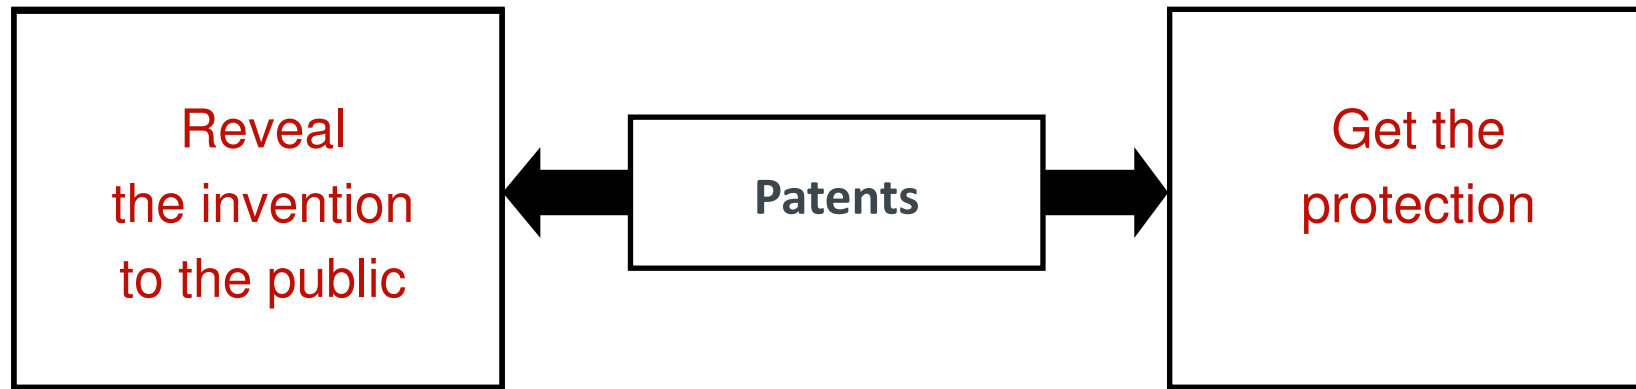 Reveal
the invention
to the public
Patents
Get the
protection